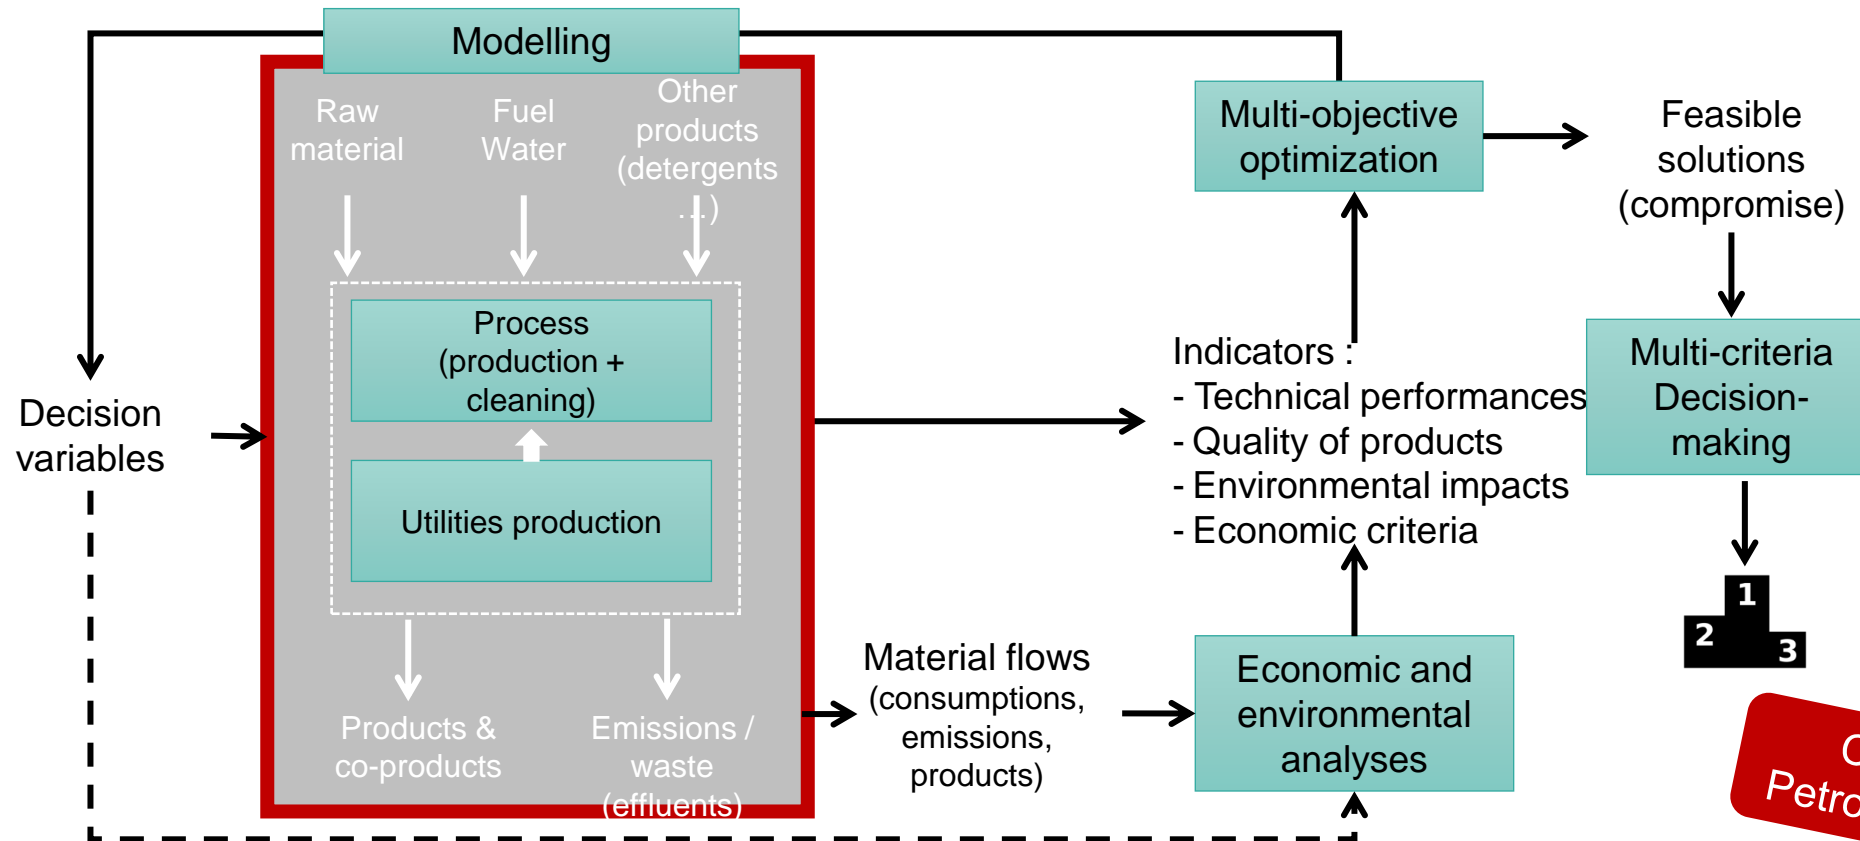 Modelling
Raw
material
Fuel
Water
Other
products
(detergents
...)
Process
(production +
cleaning)
Utilities production
Products &
co-products
Emissions /
waste
(effluents)
Decision
variables
Material flows
(consumptions,
emissions,
products)
Multi-objective
optimization
Indicators :
- Technical performances
- Quality of products
- Environmental impacts
- Economic criteria
Economic and
environmental
analyses
Feasible
solutions
(compromise)
Multi-criteria
Decision-
making
1
2
3